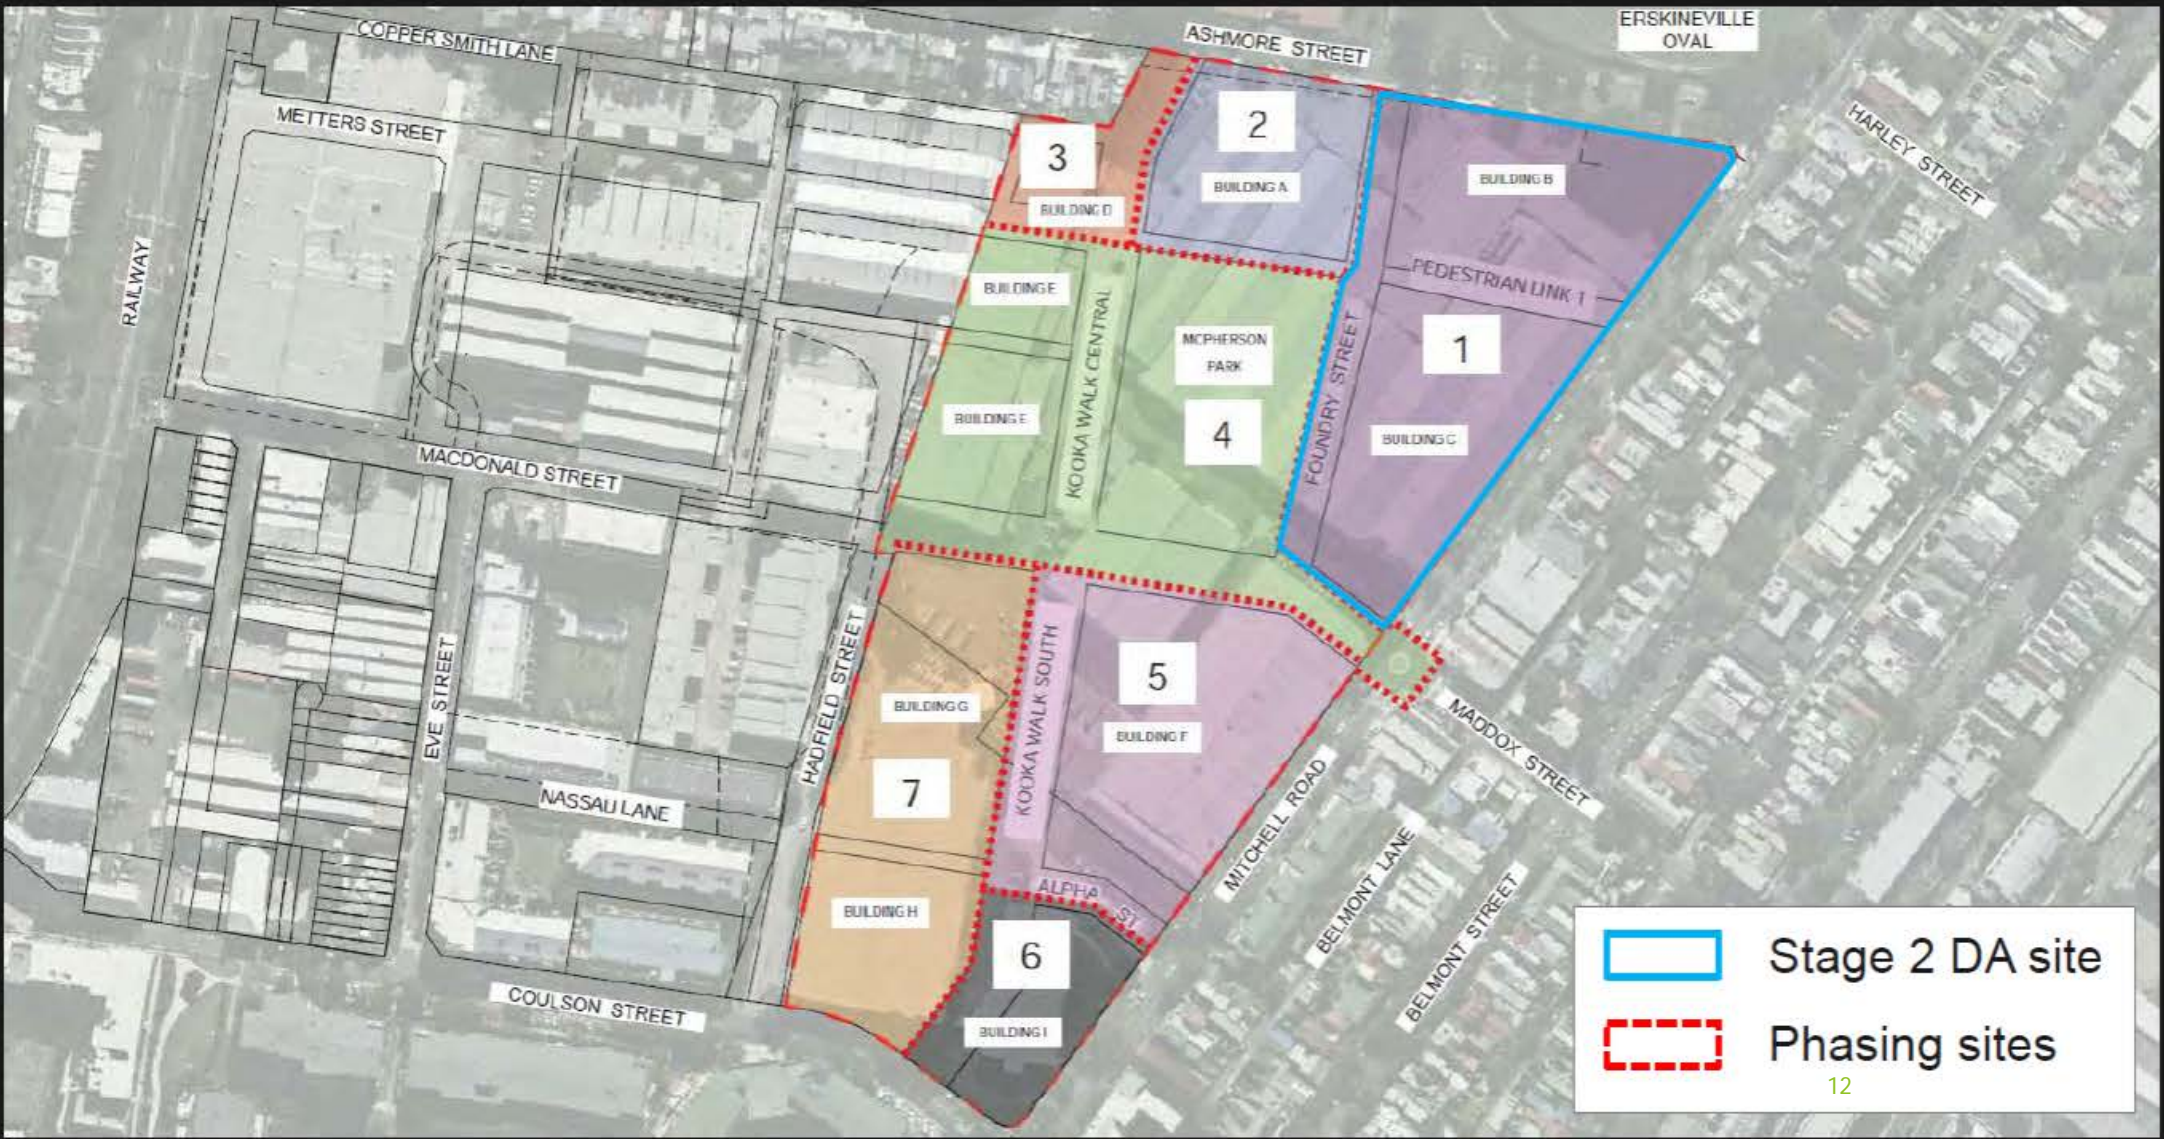 COPPER SMITH LANE
ASHMORE STREET
ERSKINEVILLE
OVAL
METTERS STREET
HARLEY STREET
2
3
BUILDING A
BUILDING B
BUILDING D
RAILWAY
BUILDING E
PEDESTRIAN LINK 1
KOOKA WALK CENTRAL
MCPHERSON
PARK
FOUNDRY STREET
1
BUILDING E
4
BUILDING C
MACDONALD STREET
HADFIELD STREET
KOOKA WALK SOUTH
5
EVE STREET
BUILDING G
BUILDING F
MADDOX STREET
7
NASSAU LANE
MITCHELL ROAD
BELMONT LANE
ALPHA ST
BUILDING H
BELMONT STREET
6
COULSON STREET
BUILDING I
Stage 2 DA site
Phasing sites
12